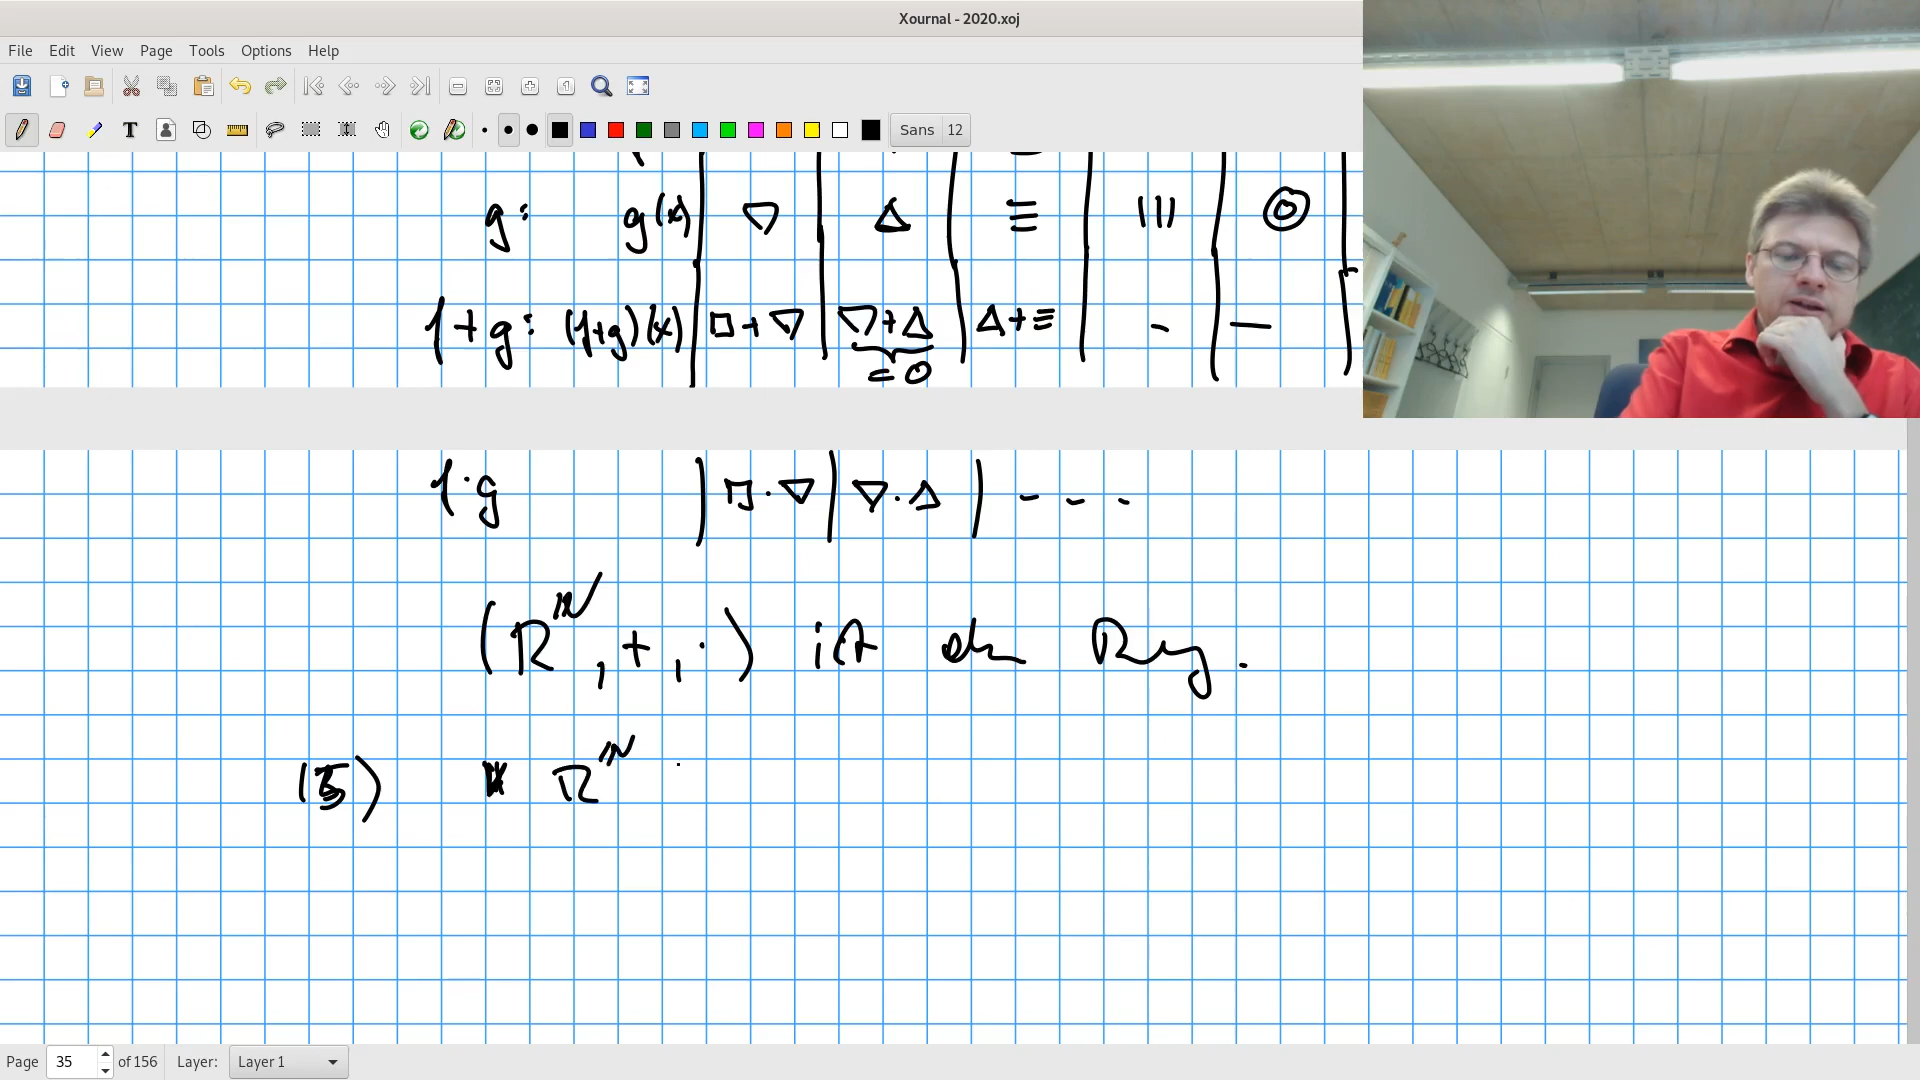 Xournal - 2020.xoj
File Edit View Page Tools Options Help
Sans 12
g: g(x) ▽ △ ≡ ||| ◎
f+g: (f+g)(x) □+▽ ▽+△ △+≡ - —
= 0
f·g □·▽ ▽·△ - - -
(R^ℕ, +, ·) ist ein Ring.
(5) R^ℕ
Page 35 of 156 Layer: Layer 1